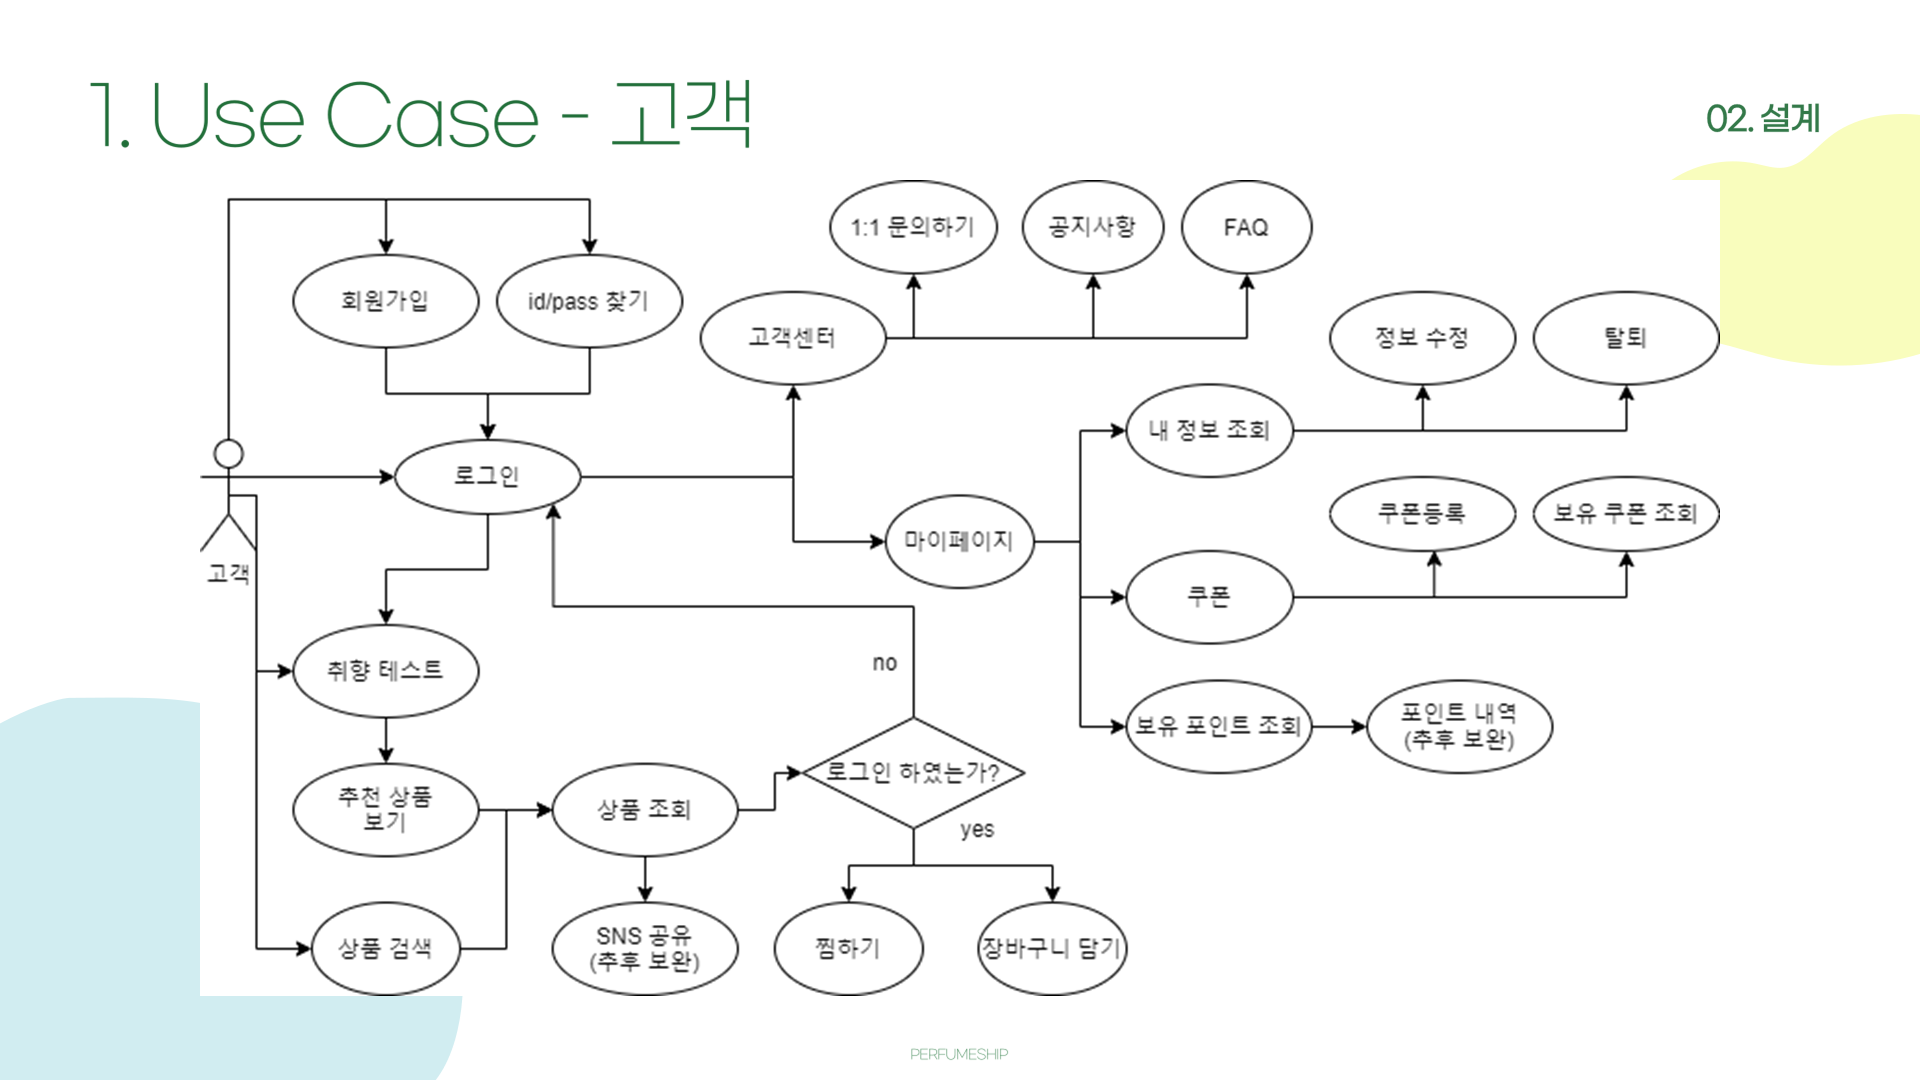 1. Use Case - 고객
02. 설계
1:1 문의하기
공지사항
FAQ
회원가입
id/pass 찾기
고객센터
정보 수정
탈퇴
내 정보 조회
로그인
쿠폰등록
보유 쿠폰 조회
마이페이지
고객
쿠폰
취향 테스트
no
보유 포인트 조회
포인트 내역
(추후 보완)
로그인 하였는가?
추천 상품
보기
상품 조회
yes
상품 검색
SNS 공유
(추후 보완)
찜하기
장바구니 담기
PERFUMESHIP